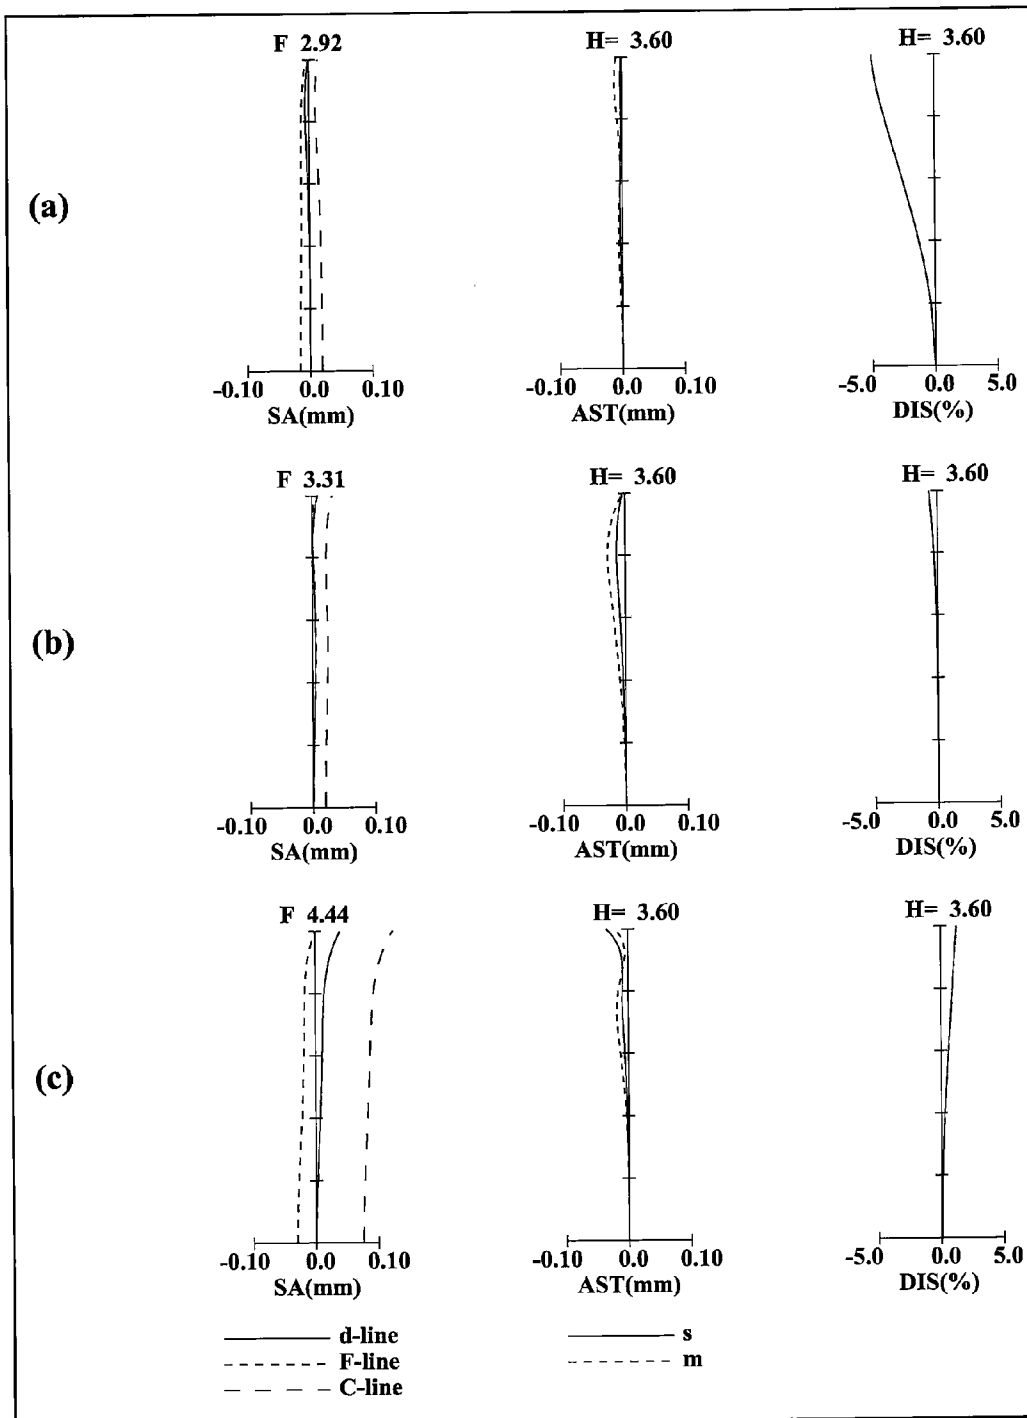 F 2.92
H= 3.60
H= 3.60
(a)
-0.10 0.0 0.10
SA(mm)
-0.10 0.0 0.10
AST(mm)
-5.0 0.0 5.0
DIS(%)
F 3.31
H= 3.60
H= 3.60
(b)
-0.10 0.0 0.10
SA(mm)
-0.10 0.0 0.10
AST(mm)
-5.0 0.0 5.0
DIS(%)
F 4.44
H= 3.60
H= 3.60
(c)
-0.10 0.0 0.10
SA(mm)
-0.10 0.0 0.10
AST(mm)
-5.0 0.0 5.0
DIS(%)
d-line
F-line
C-line
s
m